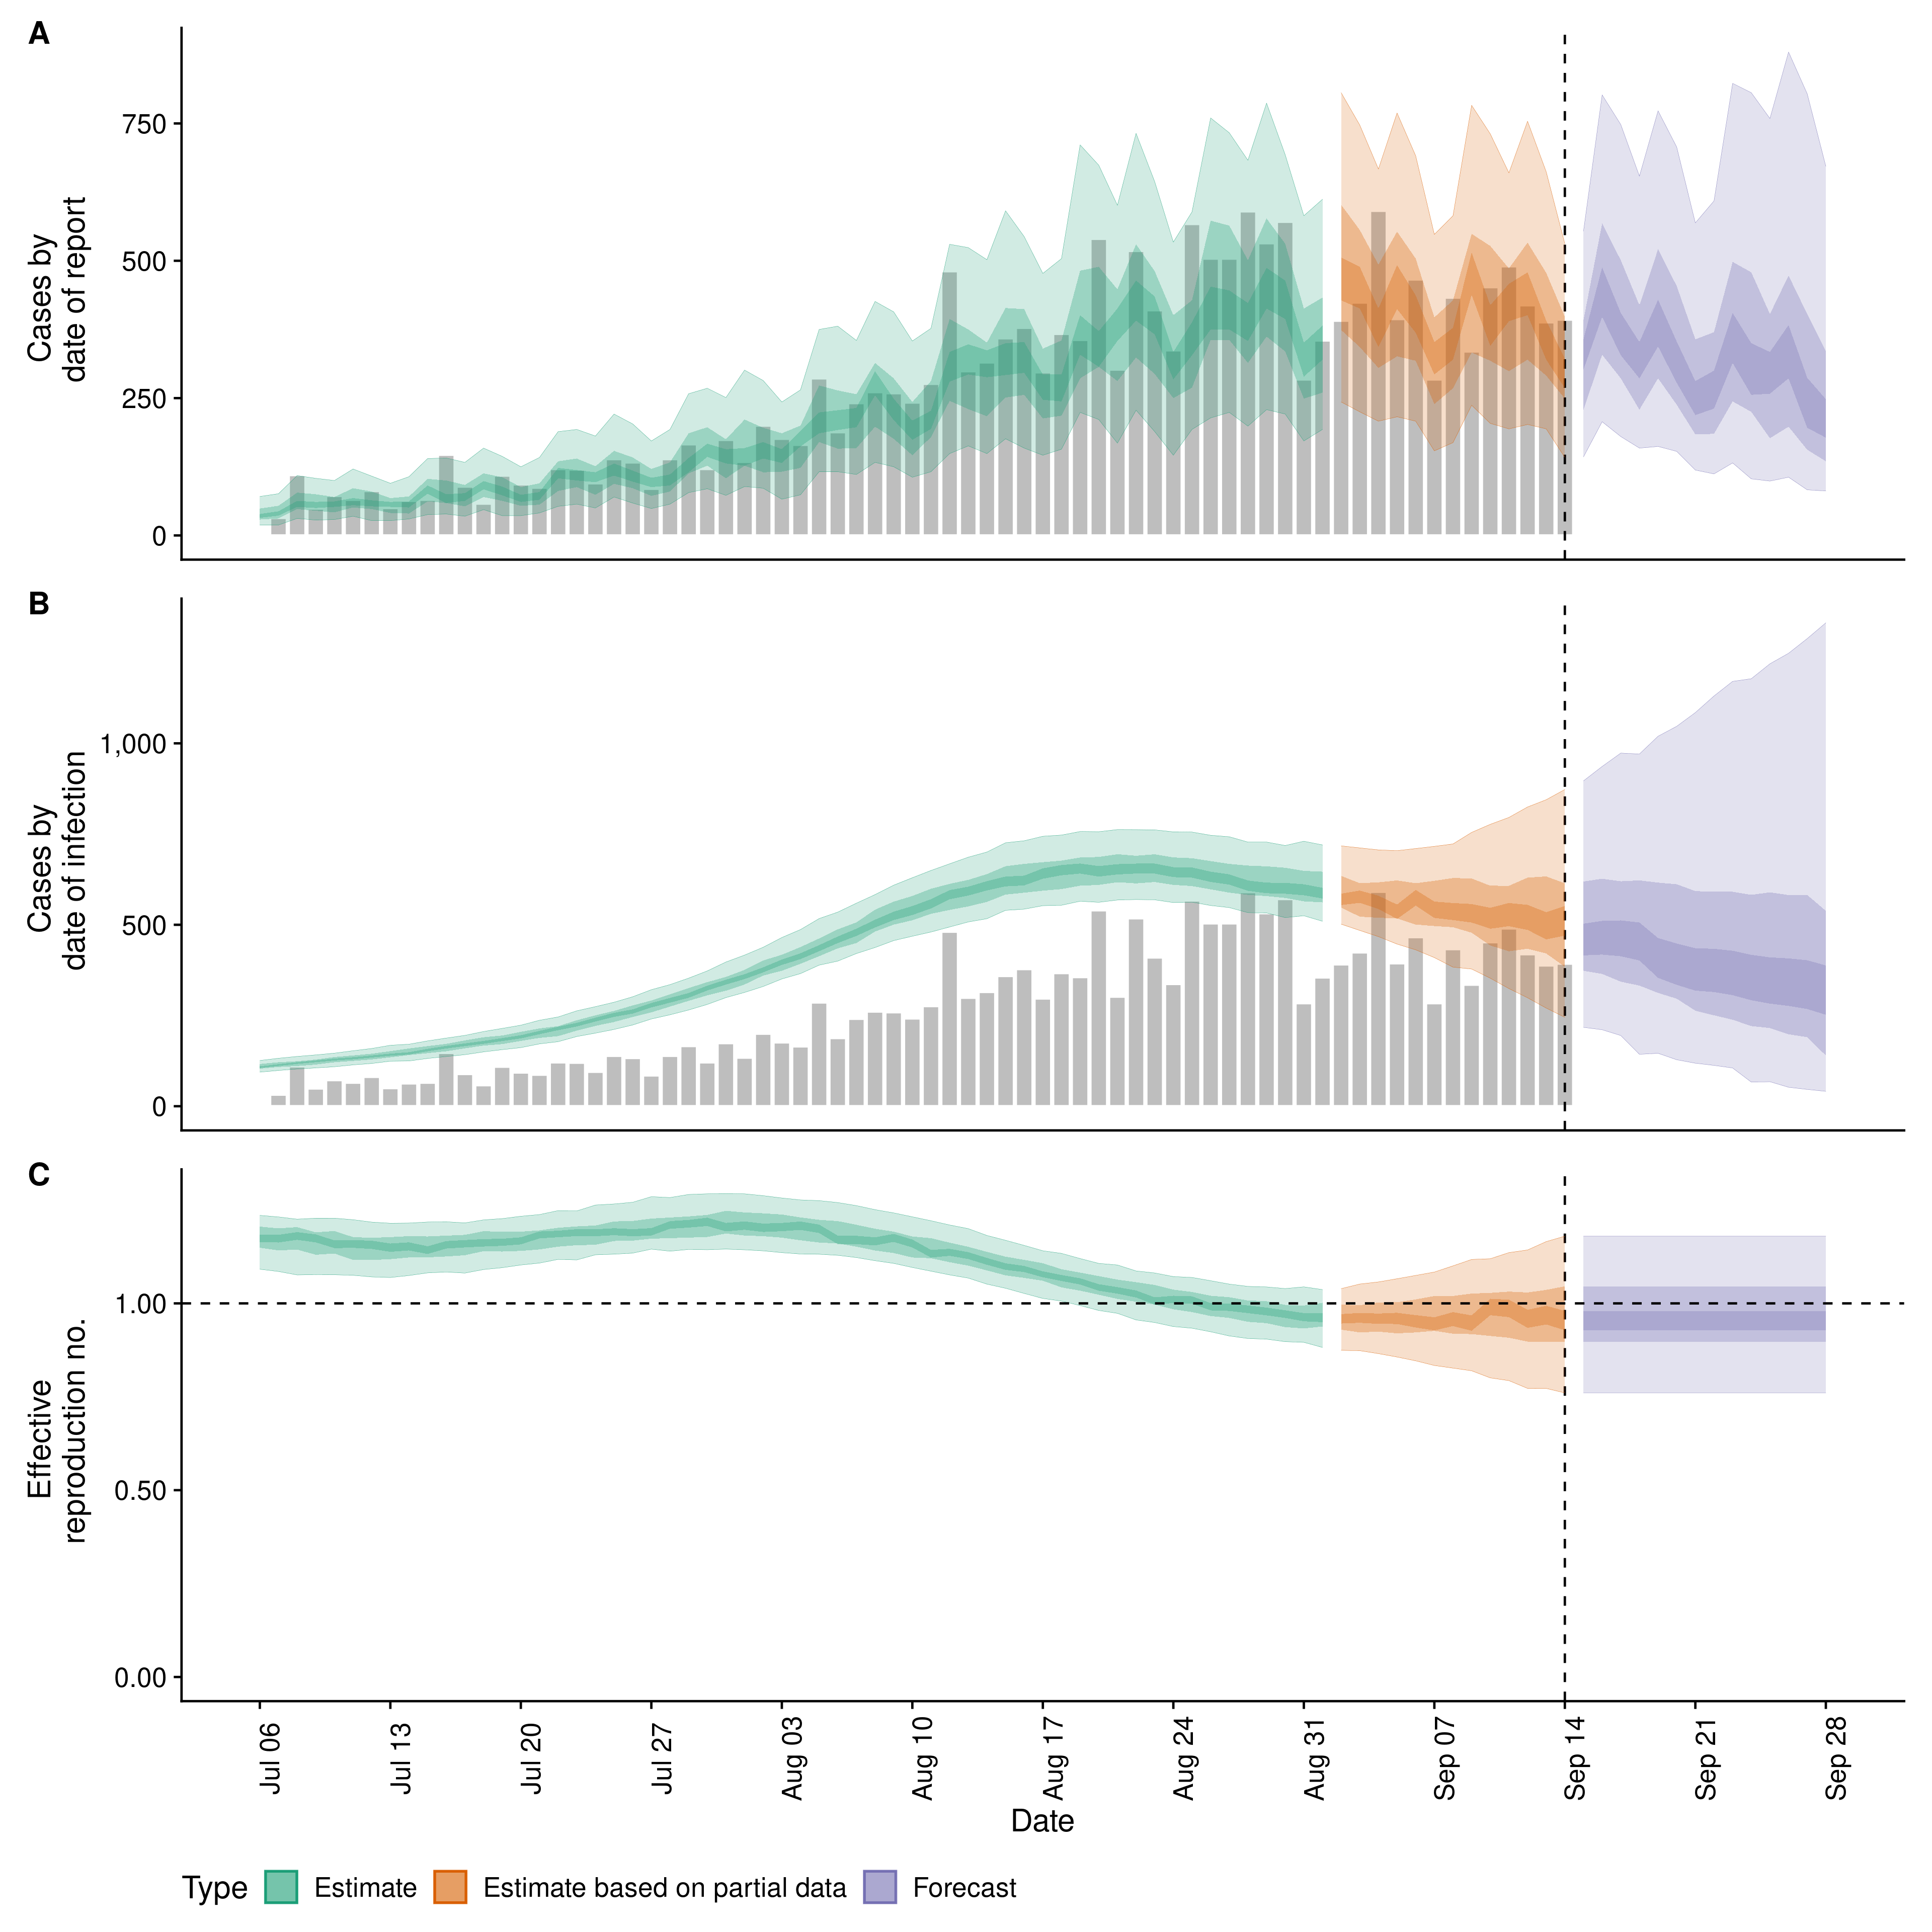 A
Cases by
date of report
750
500
250
0
B
Cases by
date of infection
1,000
500
0
C
Effective
reproduction no.
1.00
0.50
0.00
Jul 06
Jul 13
Jul 20
Jul 27
Aug 03
Aug 10
Aug 17
Aug 24
Aug 31
Sep 07
Sep 14
Sep 21
Sep 28
Date
Type Estimate Estimate based on partial data Forecast